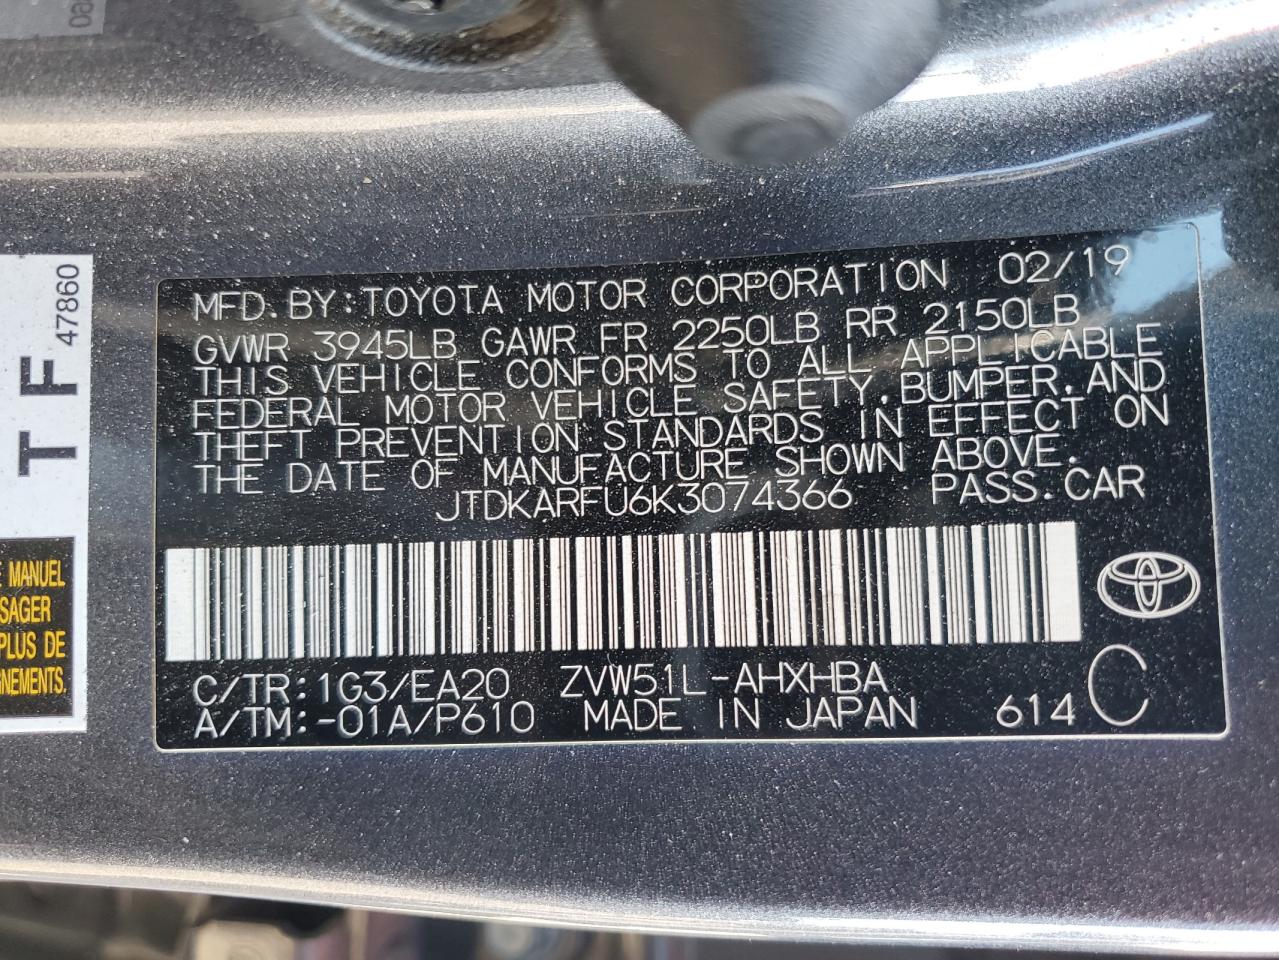 MFD. BY: TOYOTA MOTOR CORPORATION 02/19
GVWR 3945LB GAWR FR 2250LB RR 2150LB
THIS VEHICLE CONFORMS TO ALL APPLICABLE
FEDERAL MOTOR VEHICLE SAFETY, BUMPER, AND
THEFT PREVENTION STANDARDS IN EFFECT ON
THE DATE OF MANUFACTURE SHOWN ABOVE.
JTDKARFU6K3074366 PASS. CAR
C/TR: 1G3/EA20 ZVW51L-AHXHBA
A/TM: -01A/P610 MADE IN JAPAN 614 C
T F
47860
MANUEL
PLUS DE